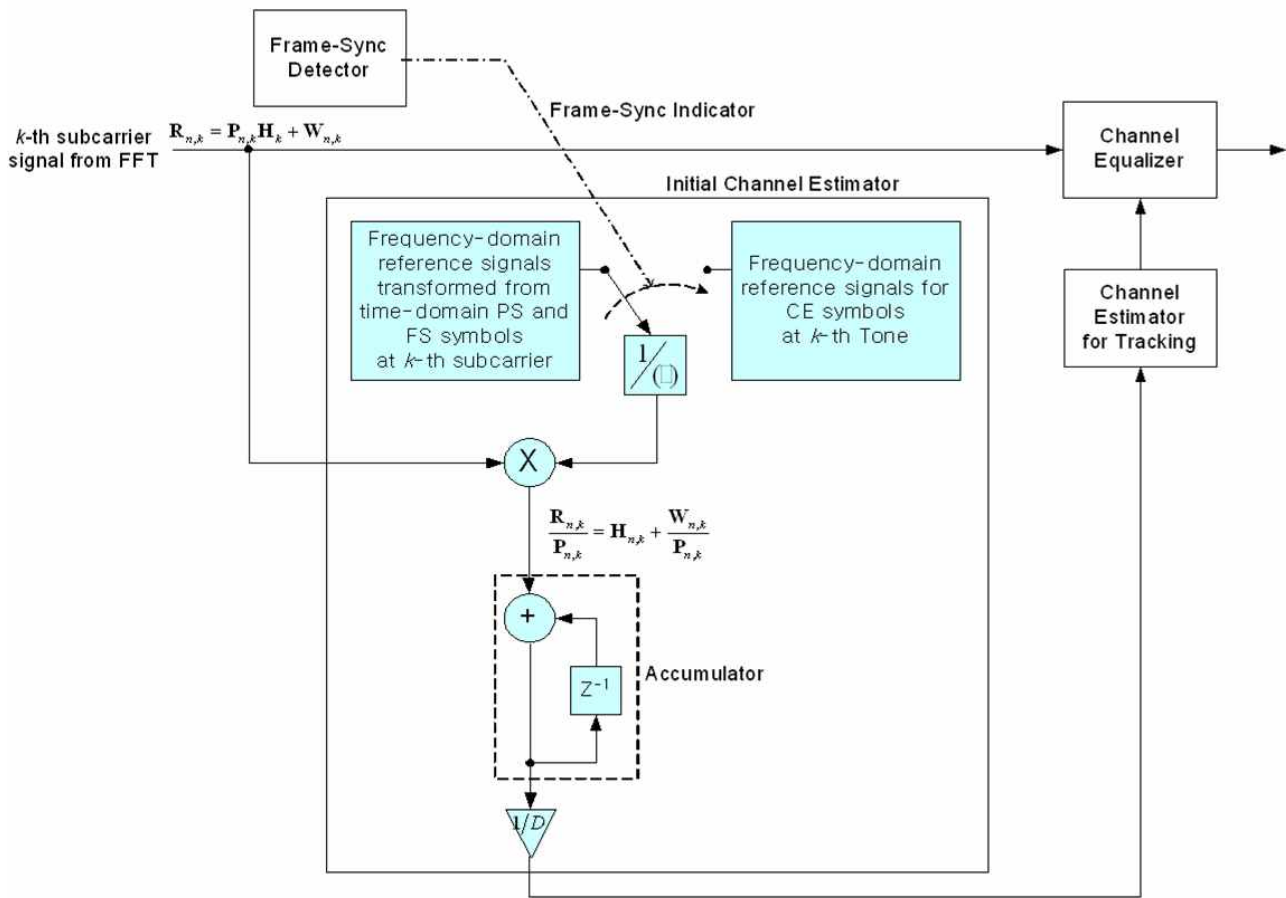 Frame-Sync
Detector
Frame-Sync Indicator
k-th subcarrier
signal from FFT
R_{n,k} = P_{n,k}H_k + W_{n,k}
Channel
Equalizer
Initial Channel Estimator
Frequency-domain
reference signals
transformed from
time-domain PS and
FS symbols
at k-th subcarrier
Frequency-domain
reference signals for
CE symbols
at k-th Tone
Channel
Estimator
for Tracking
1/(▯)
X
R_{n,k}/P_{n,k} = H_{n,k} + W_{n,k}/P_{n,k}
+
Z⁻¹
Accumulator
1/D